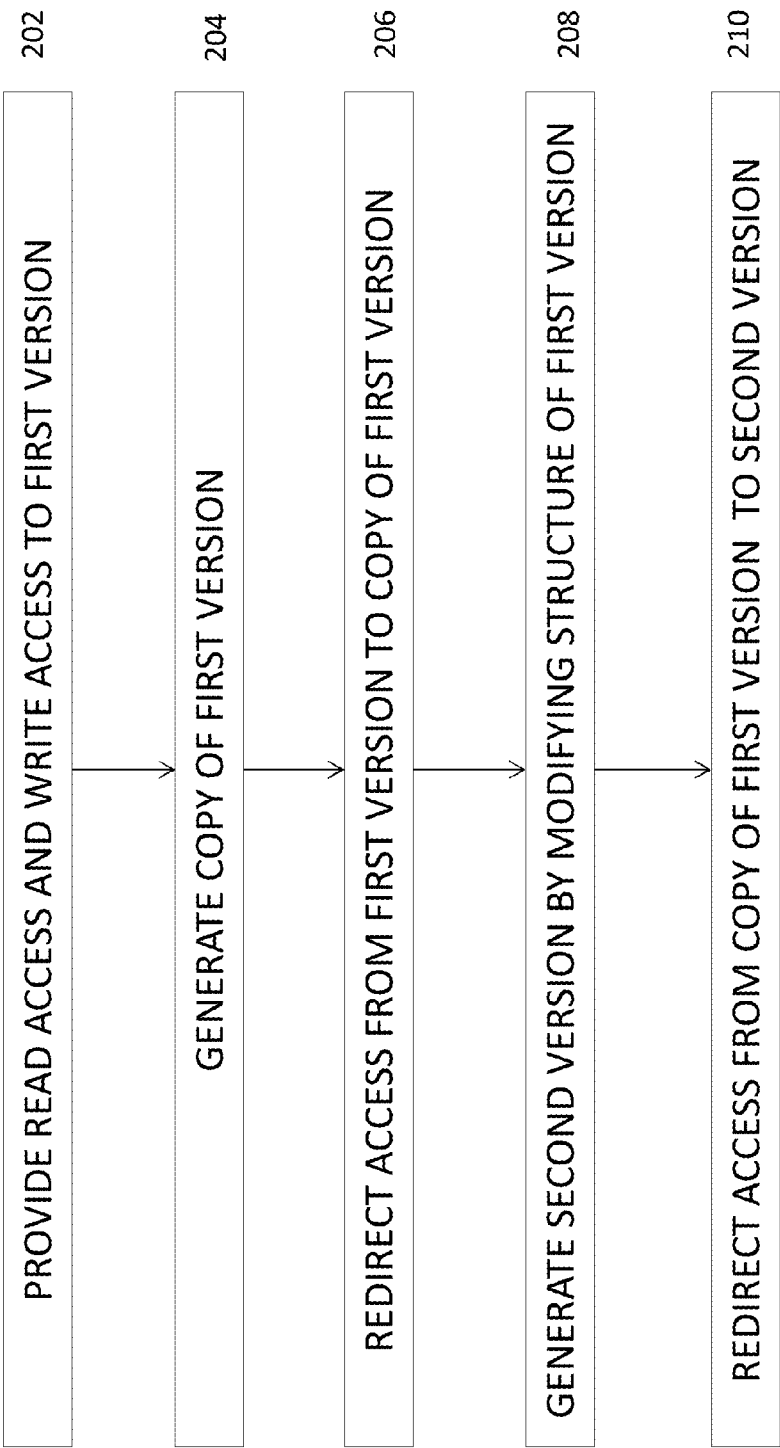 202
PROVIDE READ ACCESS AND WRITE ACCESS TO FIRST VERSION
204
GENERATE COPY OF FIRST VERSION
206
REDIRECT ACCESS FROM FIRST VERSION TO COPY OF FIRST VERSION
208
GENERATE SECOND VERSION BY MODIFYING STRUCTURE OF FIRST VERSION
210
REDIRECT ACCESS FROM COPY OF FIRST VERSION TO SECOND VERSION